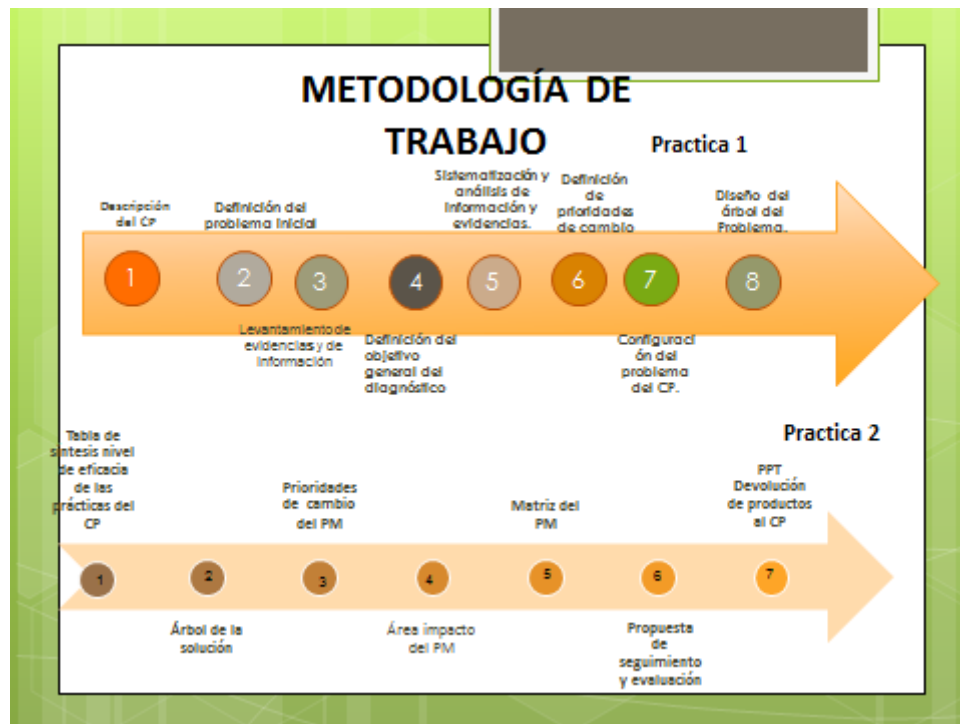 METODOLOGÍA DE
TRABAJO
Practica 1
Descripción
del CP
Definición del
problema inicial
Sistematización y
análisis de
información y
evidencias.
Definición
de
prioridades
de cambio
Diseño del
árbol del
Problema.
1
2
3
4
5
6
7
8
Levantamiento de
evidencias y de
información
Definición del
objetivo
general del
diagnóstico
Configuraci
ón del
problema
del CP.
Practica 2
Tabla de
síntesis nivel
de eficacia
de las
prácticas del
CP
Prioridades
de cambio
del PM
Matriz del
PM
PPT
Devolución
de productos
al CP
1
2
3
4
5
6
7
Árbol de la
solución
Área impacto
del PM
Propuesta
de
seguimiento
y evaluación